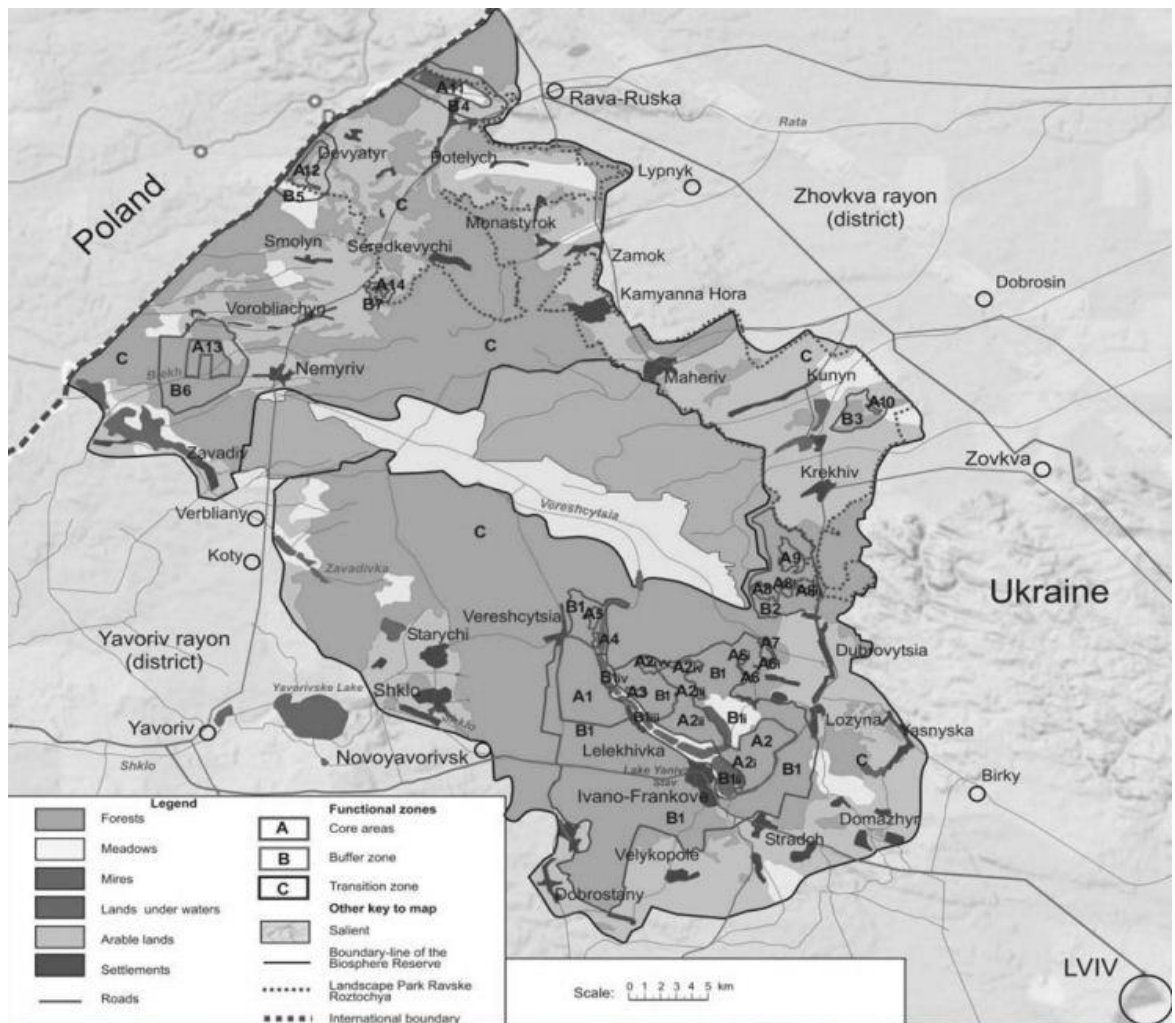 Rava-Ruska
A11
B4
Rata
Devyatyr
Potelych
A12
Lypnyk
Poland
B5
C
Zhovkva rayon
(district)
Monastyrok
Smolyn
Seredkevychi
Zamok
A14
Dobrosin
B7
Kamyanna Hora
Vorobliachyn
C
A13
C
C
Nemyriv
Maheriv
Kunyn
B6
A10
B3
Zavadiv
Krekhiv
Zovkva
Verbliany
Vereshcytsia
C
Koty
A9
Zavadivka
A8
Ukraine
B1
B2
Vereshcytsia
A5
Yavoriv rayon
(district)
Starychi
A4
A7
Dubrovytsia
B1
A6
A1
A3
B1
Yavorivske Lake
Shklo
Shklo
Yavoriv
B1
Lozyna
Yasnyska
Novoyavorivsk
Lelekhivka
A2
C
Shklo
B1
Birky
Ivano-Frankove
B1
Domazhyr
Stradch
Velykopole
Dobrostany
LVIV
Legend
Forests
Meadows
Mires
Lands under waters
Arable lands
Settlements
Roads
Functional zones
A Core areas
B Buffer zone
C Transition zone
Other key to map
Salient
Boundary-line of the
Biosphere Reserve
Landscape Park Ravske
Roztochya
International boundary
Scale: 0 1 2 3 4 5 km